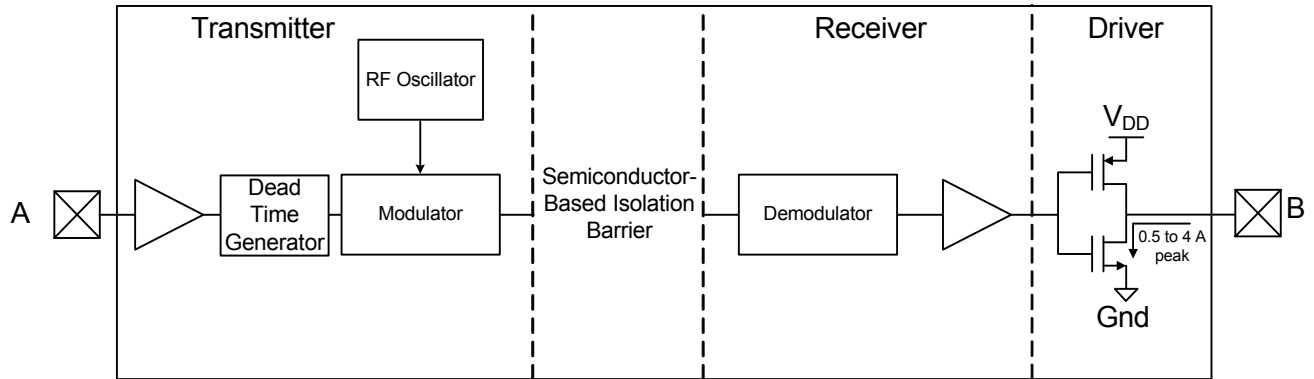 Transmitter
Receiver
Driver
RF Oscillator
V_DD
A
Dead
Time
Generator
Modulator
Semiconductor-
Based Isolation
Barrier
Demodulator
B
0.5 to 4 A
peak
Gnd